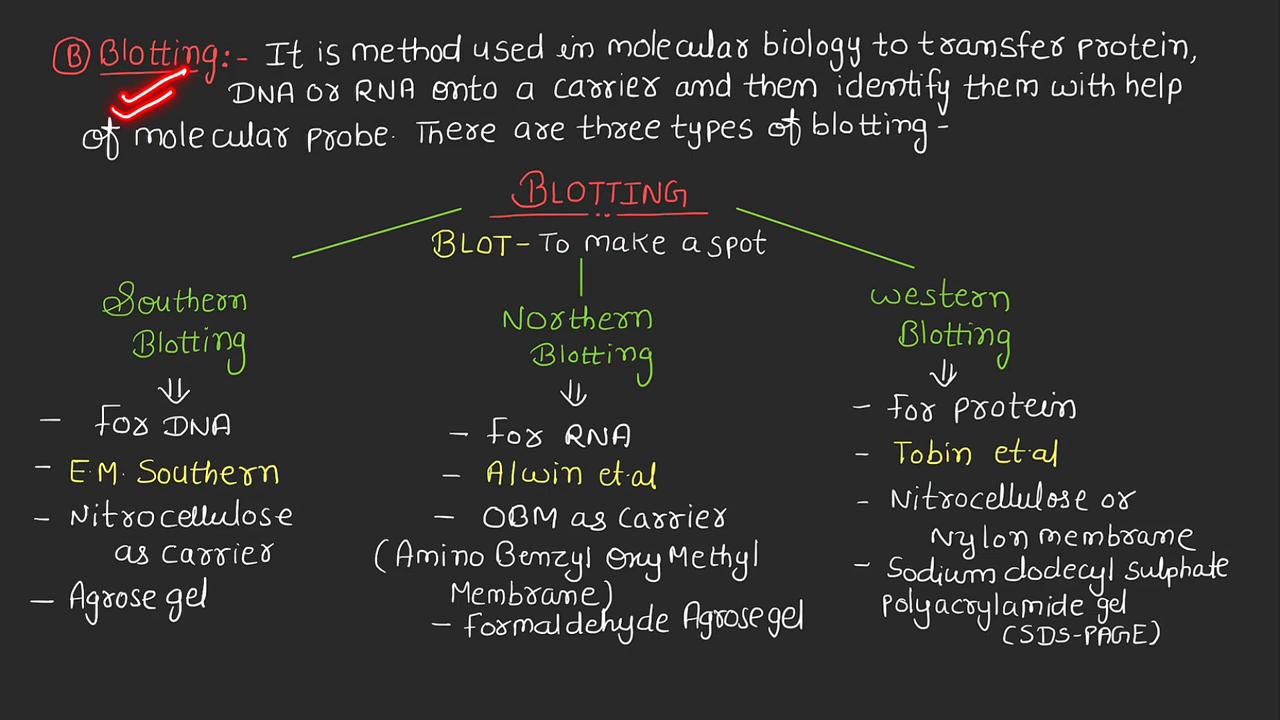 Ⓑ Blotting:- It is method used in molecular biology to transfer protein,
DNA or RNA onto a carrier and them identify them with help
of molecular probe. There are three types of blotting -
BLOTTING
BLOT - To make a spot
Southern
Blotting
- for DNA
- E.M. Southern
- Nitrocellulose
as carrier
- Agrose gel
Northern
Blotting
- for RNA
- Alwin et.al
- OBM as carrier
(Amino Benzyl Oxy Methyl
Membrane)
- formaldehyde Agrose gel
Western
Blotting
- for protein
- Tobin et.al
- Nitrocellulose or
Nylon membrane
- Sodium dodecyl sulphate
polyacrylamide gel
(SDS-PAGE)